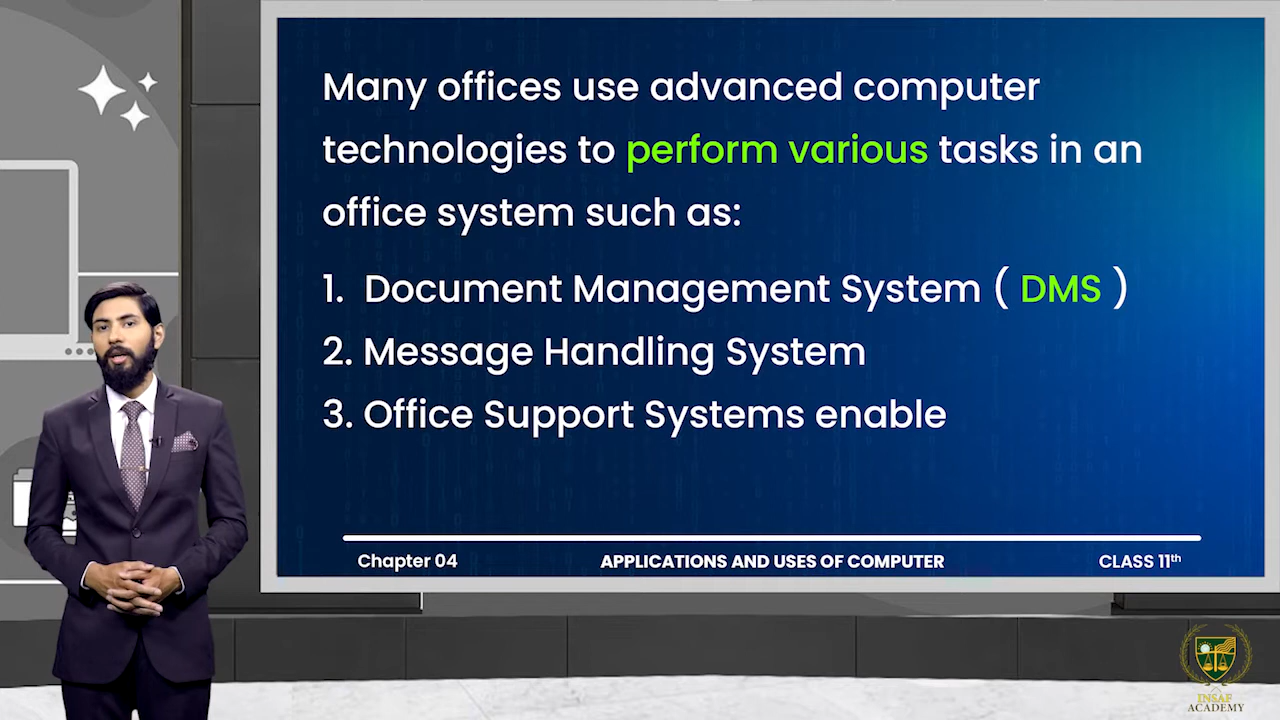 Many offices use advanced computer
technologies to perform various tasks in an
office system such as:
1. Document Management System ( DMS )
2. Message Handling System
3. Office Support Systems enable
Chapter 04 APPLICATIONS AND USES OF COMPUTER CLASS 11th
INSAF
ACADEMY